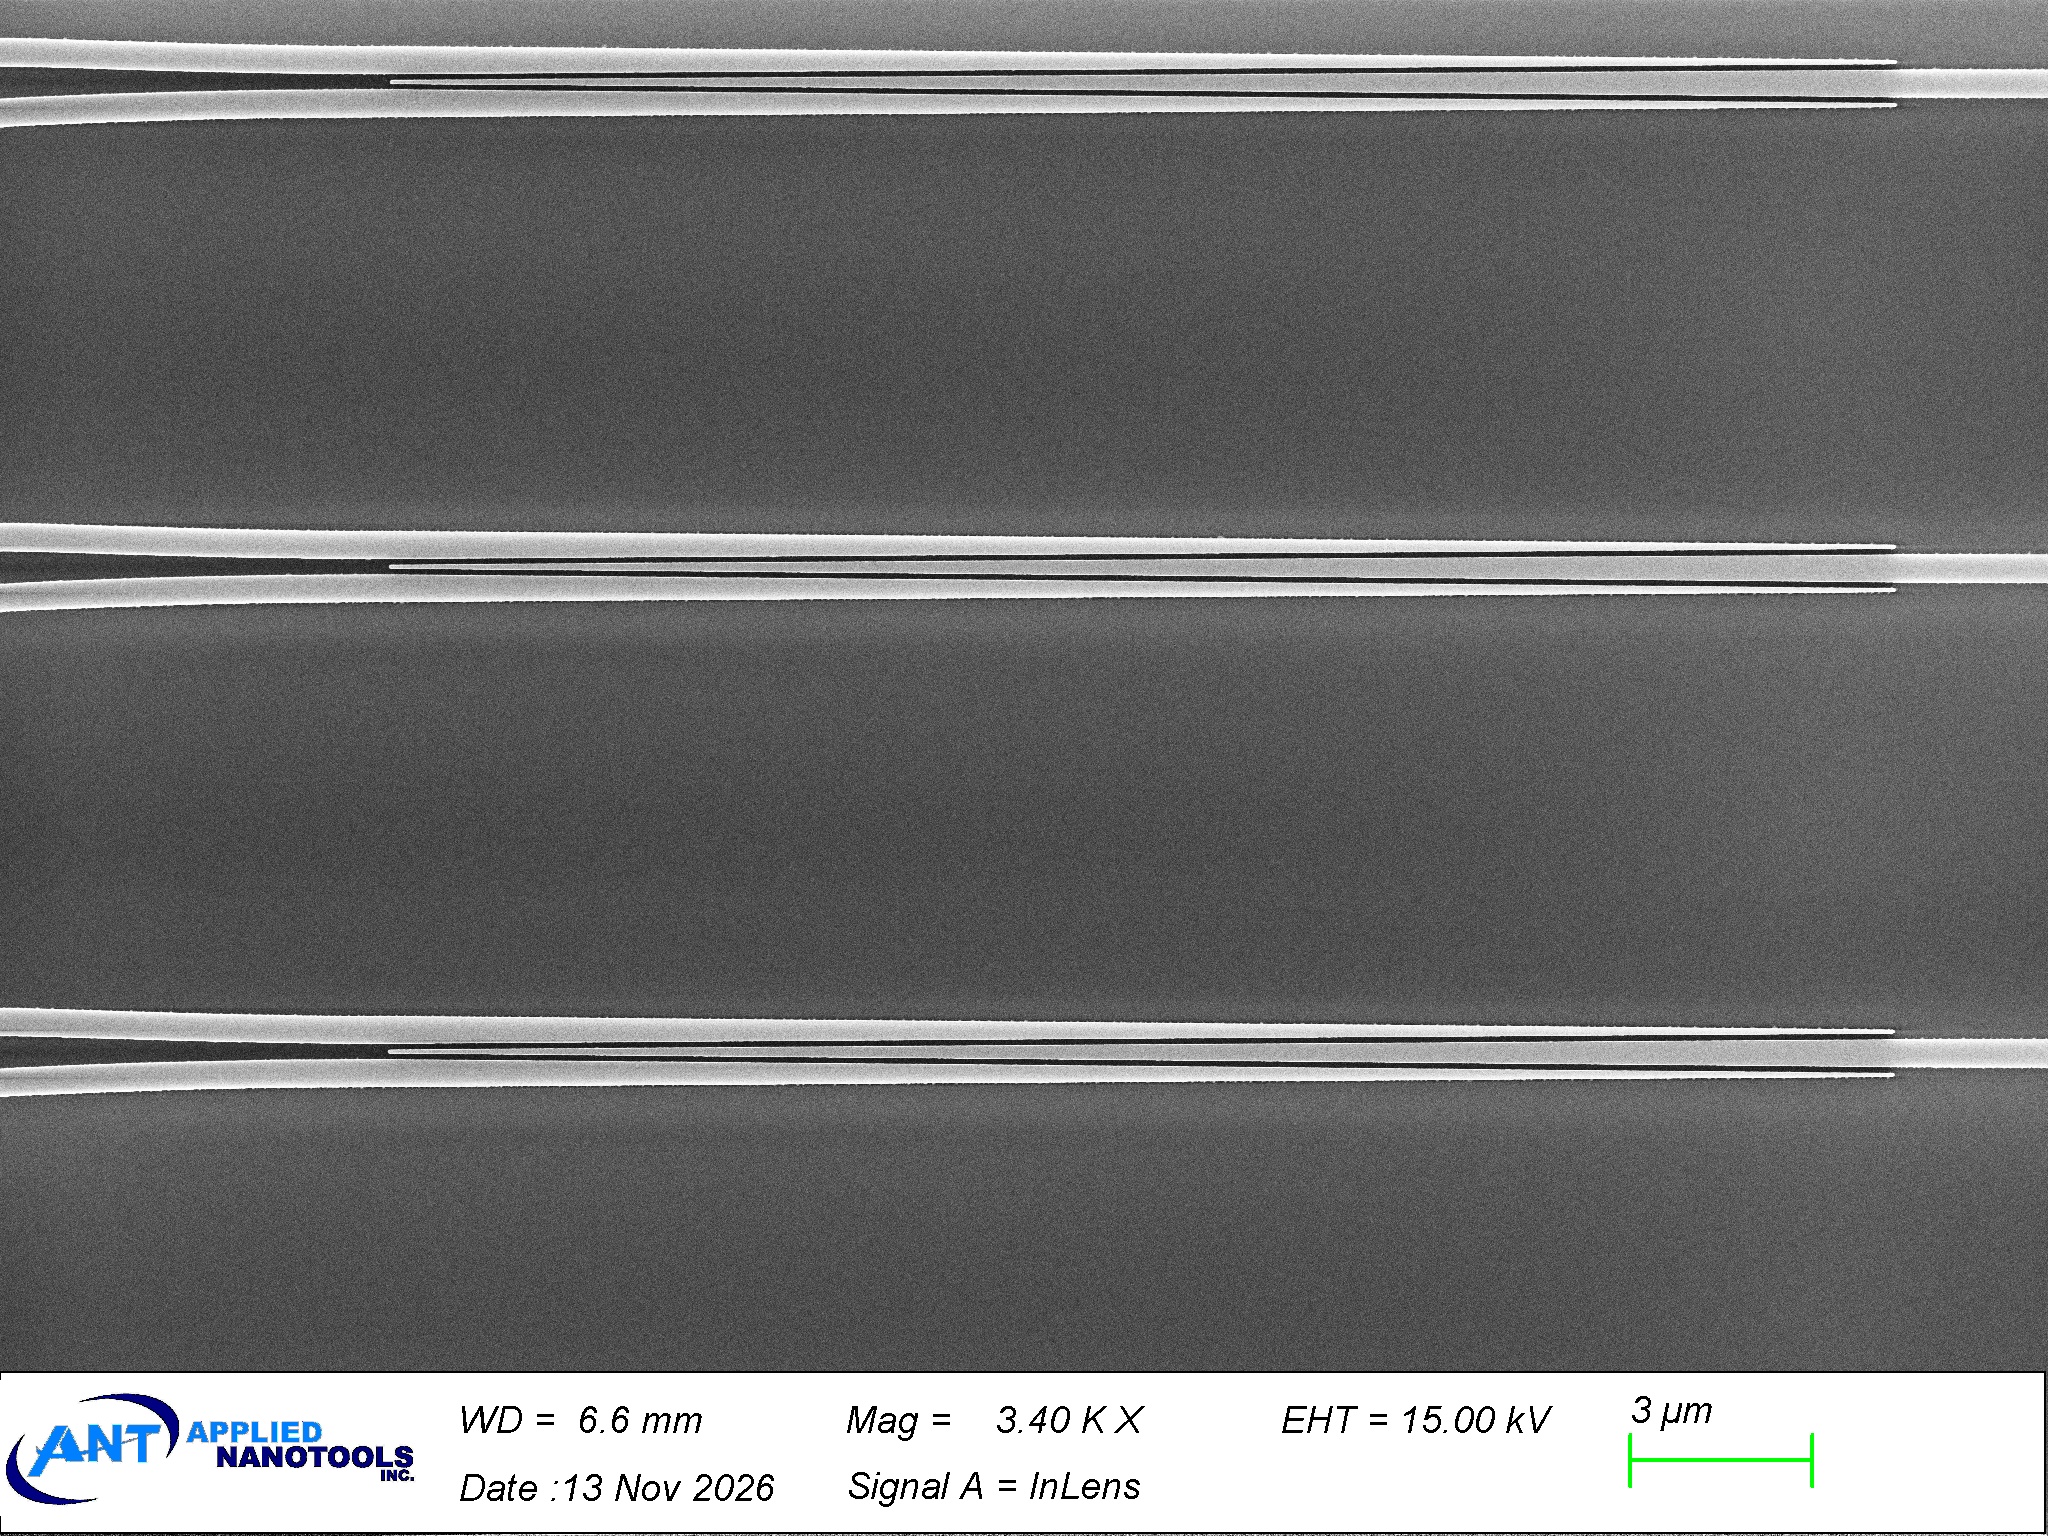 ANT APPLIED
NANOTOOLS
INC.
WD = 6.6 mm
Mag = 3.40 K X
EHT = 15.00 kV
3 µm
Date :13 Nov 2026
Signal A = InLens